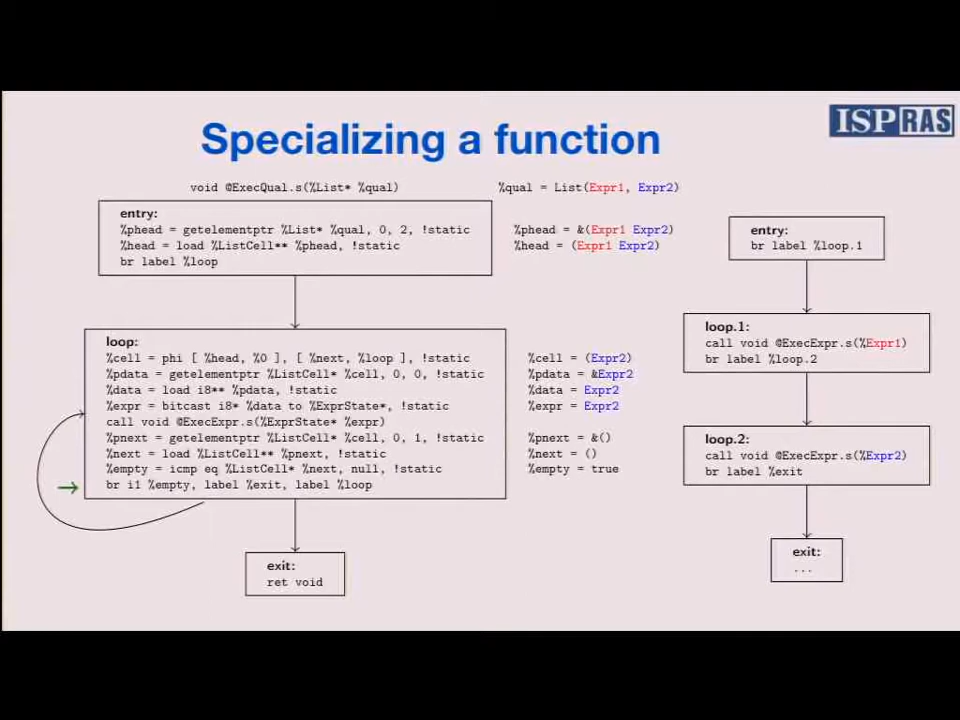 ISPRAS
Specializing a function
void @ExecQual.s(%List* %qual)
entry:
%phead = getelementptr %List* %qual, 0, 2, !static
%head = load %ListCell** %phead, !static
br label %loop
loop:
%cell = phi [ %head, %0 ], [ %next, %loop ], !static
%pdata = getelementptr %ListCell* %cell, 0, 0, !static
%data = load i8** %pdata, !static
%expr = bitcast i8* %data to %ExprState*, !static
call void @ExecExpr.s(%ExprState* %expr)
%pnext = getelementptr %ListCell* %cell, 0, 1, !static
%next = load %ListCell** %pnext, !static
%empty = icmp eq %ListCell* %next, null, !static
br i1 %empty, label %exit, label %loop
exit:
ret void
%qual = List(Expr1, Expr2)
%phead = &(Expr1 Expr2)
%head = (Expr1 Expr2)
%cell = (Expr2)
%pdata = &Expr2
%data = Expr2
%expr = Expr2
%pnext = &()
%next = ()
%empty = true
entry:
br label %loop.1
loop.1:
call void @ExecExpr.s(%Expr1)
br label %loop.2
loop.2:
call void @ExecExpr.s(%Expr2)
br label %exit
exit:
...